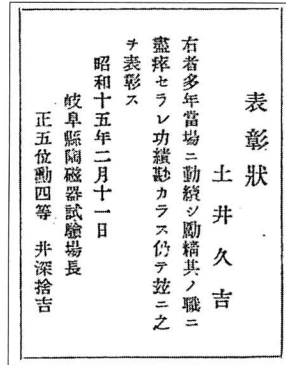 表彰狀
土井久吉
右者多年當場ニ勤續シ勵精其ノ職ニ
盡瘁セラレ功績尠カラス仍テ玆ニ之
ヲ表彰ス
昭和十五年二月十一日
岐阜縣陶磁器試驗場長
正五位勳四等 井深捨吉